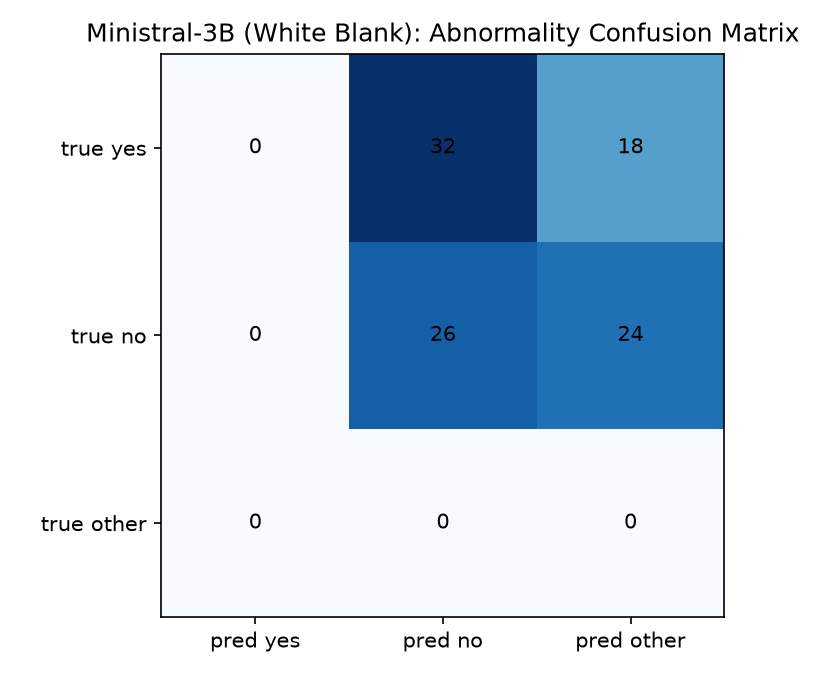 Ministral-3B (White Blank): Abnormality Confusion Matrix
true yes 0 32 18
true no 0 26 24
true other 0 0 0
pred yes pred no pred other